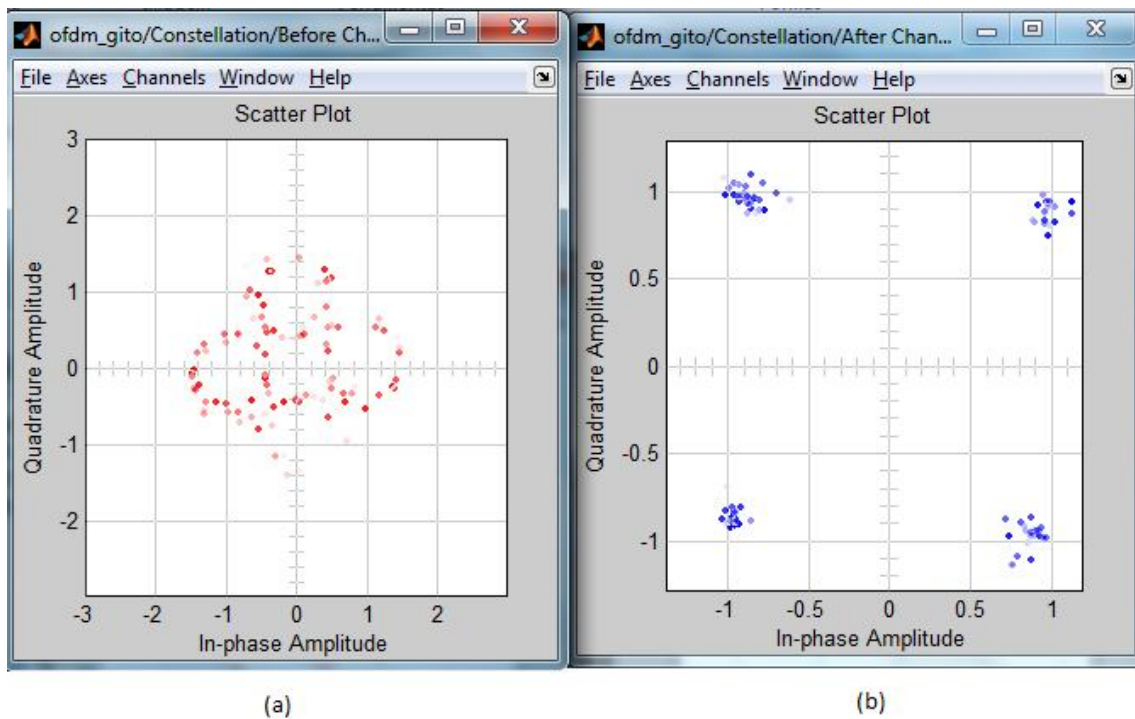 ofdm_gito/Constellation/Before Ch...
File Axes Channels Window Help
Scatter Plot
Quadrature Amplitude
3
2
1
0
-1
-2
-3 -2 -1 0 1 2
In-phase Amplitude
(a)
ofdm_gito/Constellation/After Chan...
File Axes Channels Window Help
Scatter Plot
Quadrature Amplitude
1
0.5
0
-0.5
-1
-1 -0.5 0 0.5 1
In-phase Amplitude
(b)